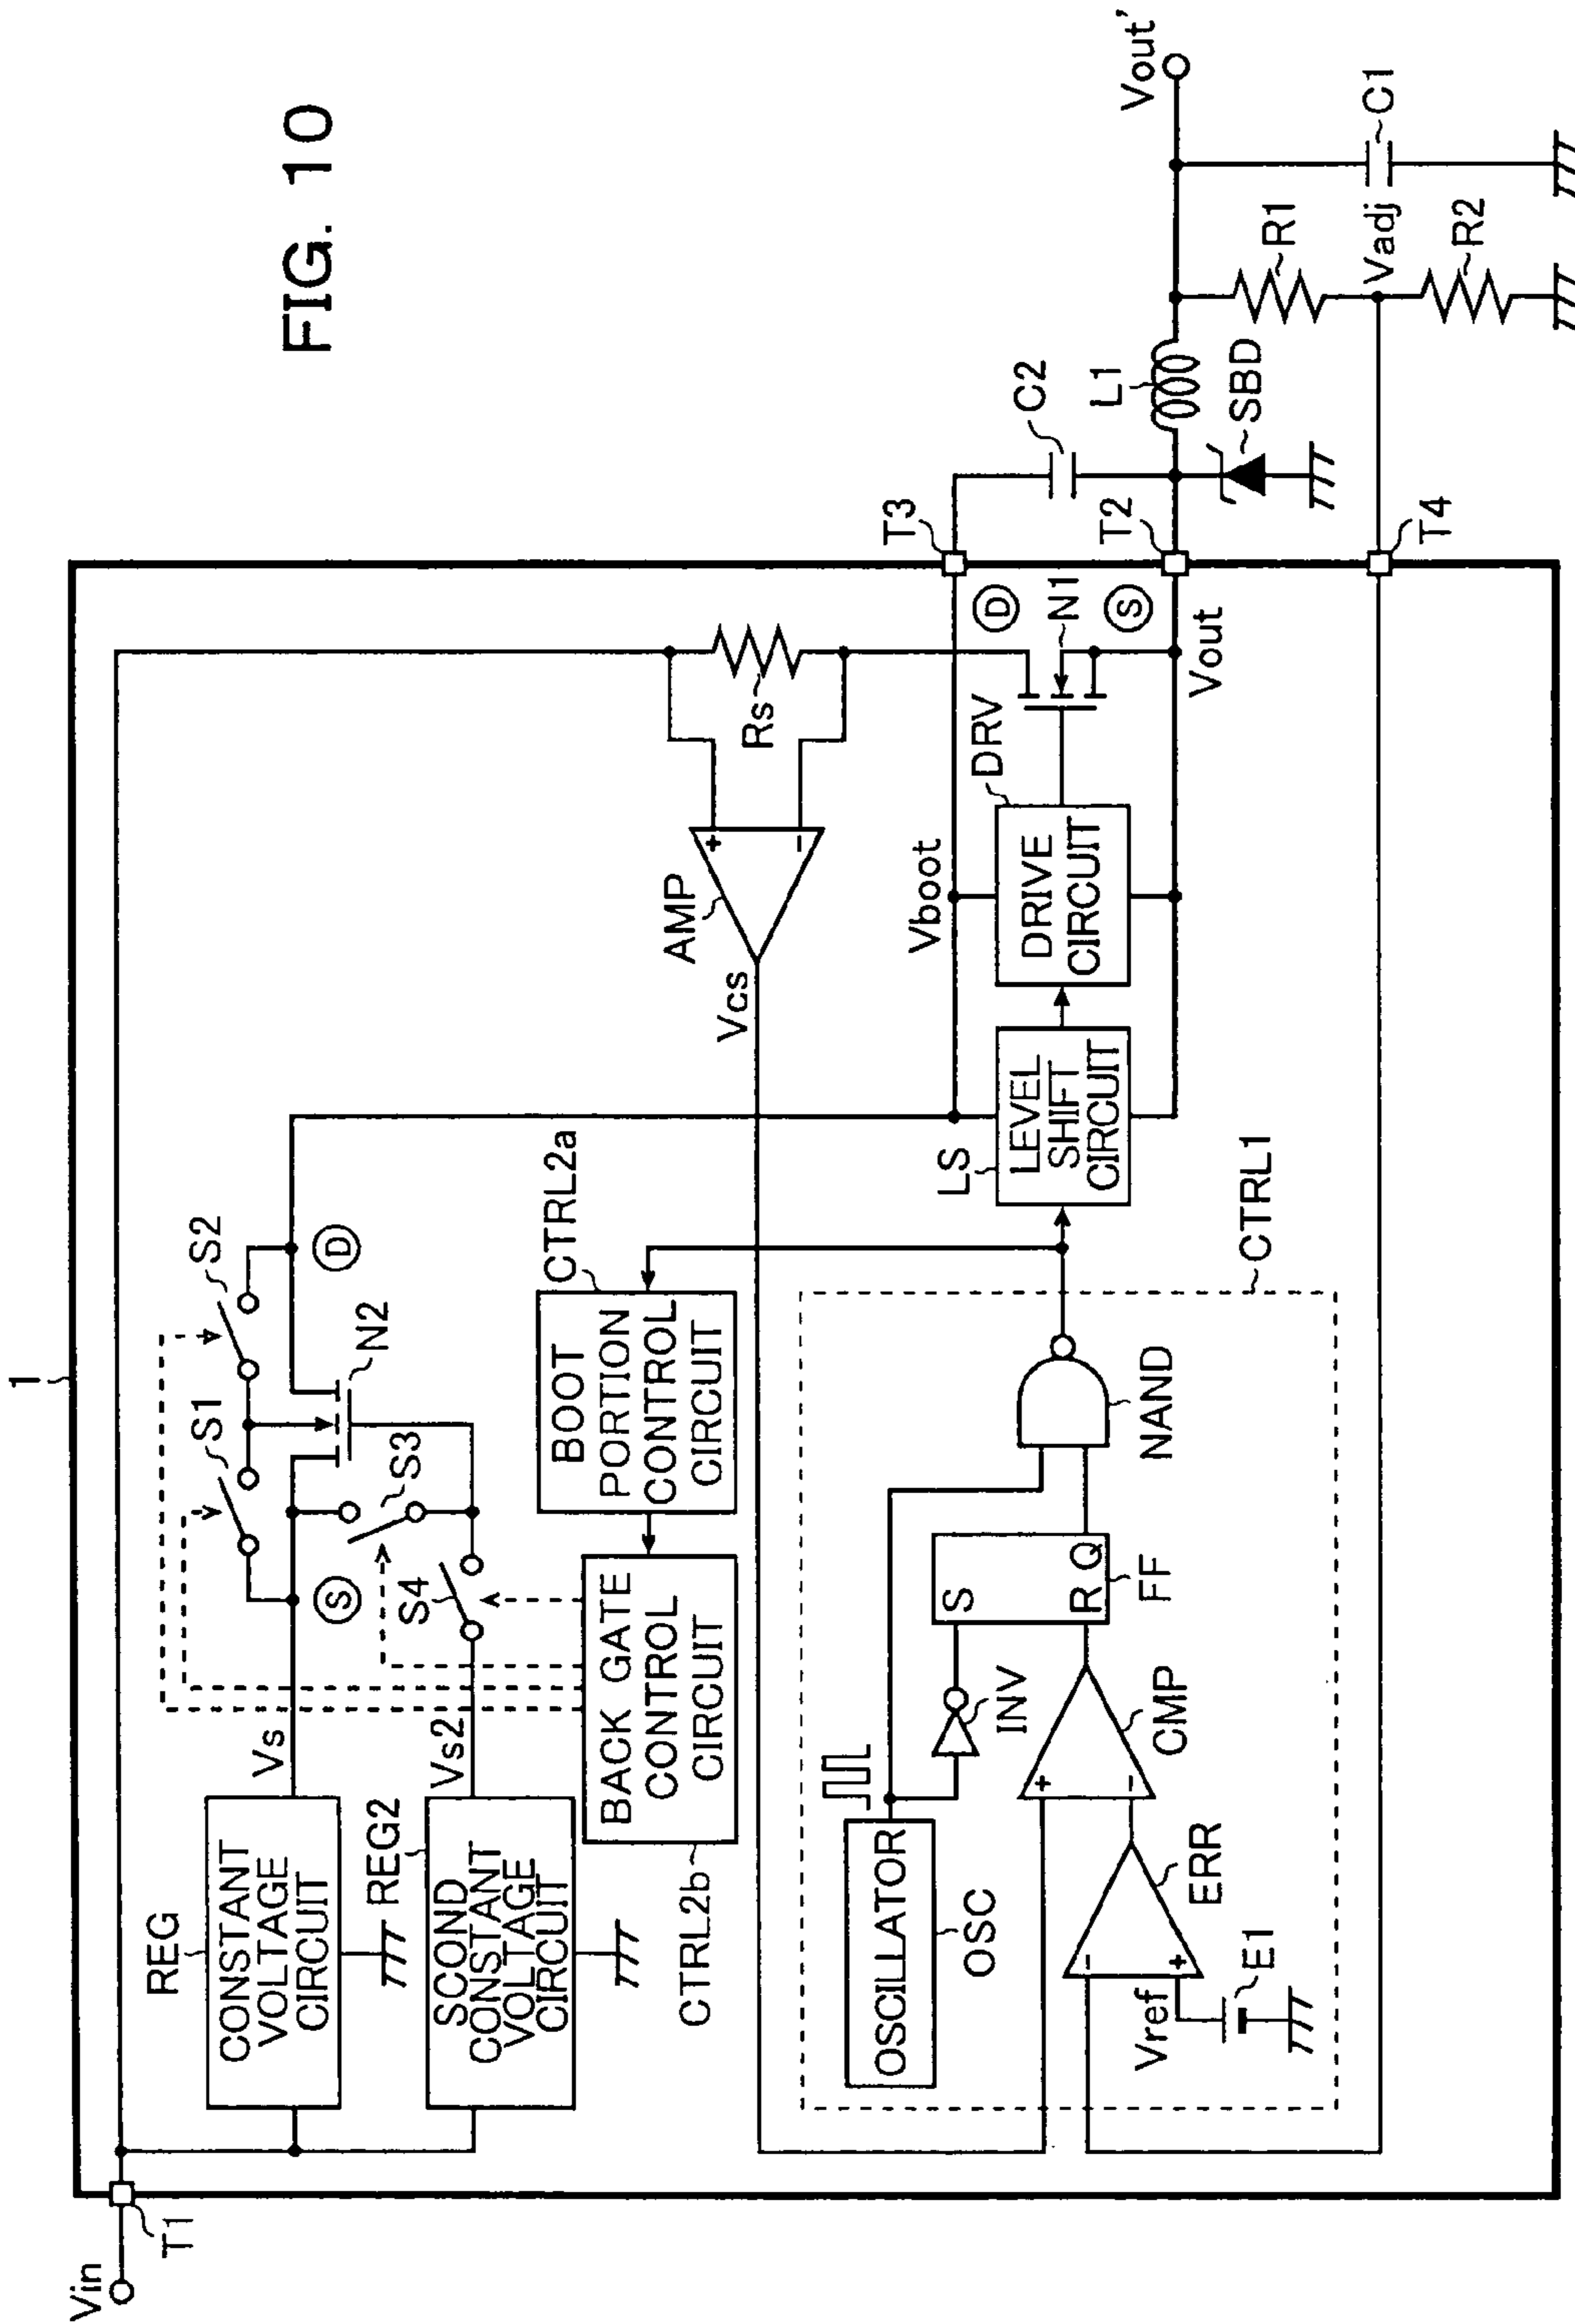 FIG. 10
1
Vin
T1
REG
CONSTANT
VOLTAGE
CIRCUIT
Vs
S1
S2
S
D
N2
S3
S4
REG2
SCOND
CONSTANT
VOLTAGE
CIRCUIT
Vs2
CTRL2b
BACK GATE
CONTROL
CIRCUIT
CTRL2a
BOOT
PORTION
CONTROL
CIRCUIT
AMP
+
-
Rs
Vcs
Vboot
T3
C2
LS
LEVEL
SHIFT
CIRCUIT
DRV
DRIVE
CIRCUIT
D
N1
S
Vout
T2
L1
SBD
Vout'
R1
Vadj
R2
C1
T4
CTRL1
OSCILLATOR
OSC
INV
S
R Q
FF
NAND
+
-
CMP
-
+
ERR
Vref
E1